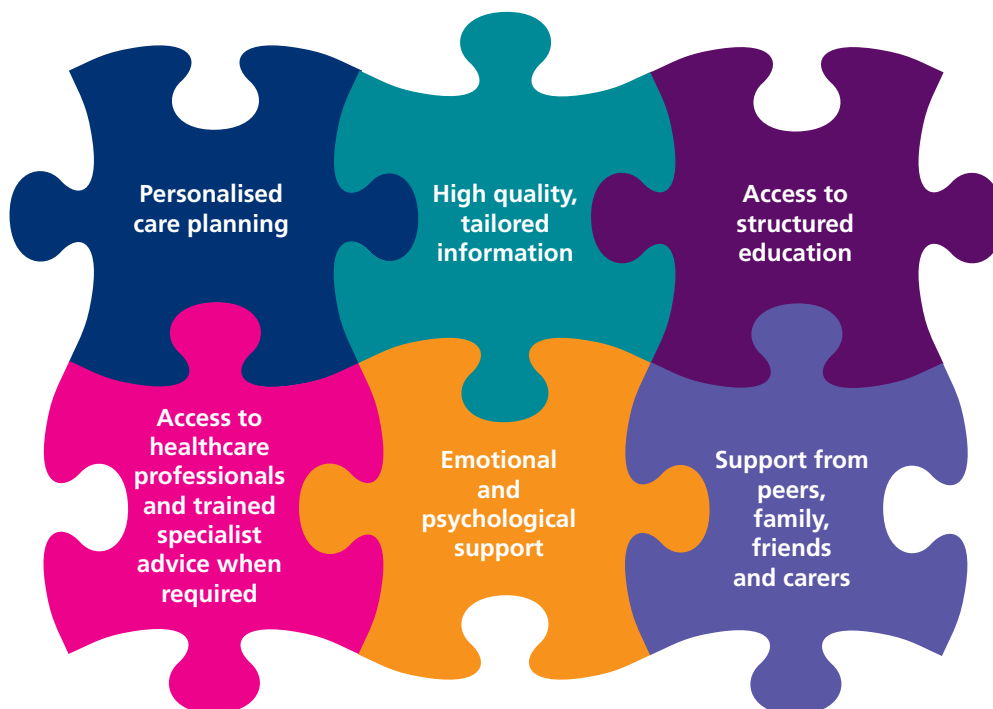 Personalised
care planning
High quality,
tailored
information
Access to
structured
education
Access to
healthcare
professionals
and trained
specialist
advice when
required
Emotional
and
psychological
support
Support from
peers,
family,
friends
and carers